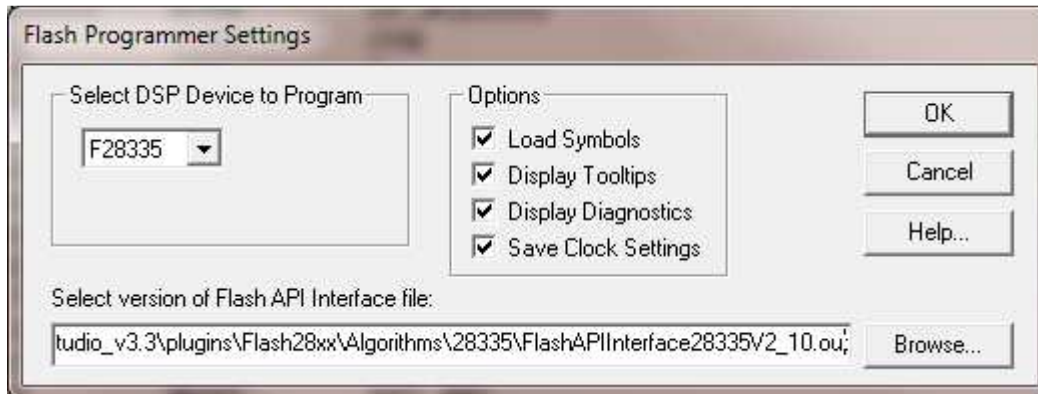 Flash Programmer Settings
Select DSP Device to Program
F28335
Options
Load Symbols
Display Tooltips
Display Diagnostics
Save Clock Settings
OK
Cancel
Help...
Select version of Flash API Interface file:
tudio_v3.3\plugins\Flash28xx\Algorithms\28335\FlashAPIInterface28335V2_10.ou
Browse...